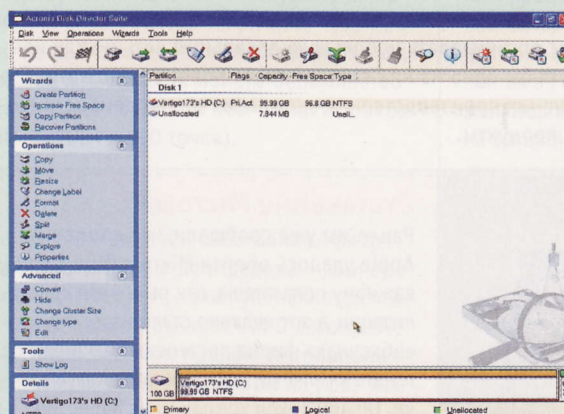 Acronis Disk Director Suite
Disk View Operations Wizards Tools Help
Wizards
Create Partition
Increase Free Space
Copy Partition
Recover Partitions
Operations
Copy
Move
Resize
Change Label
Format
Delete
Split
Merge
Explore
Properties
Advanced
Convert
Hide
Change Cluster Size
Change type
Edit
Tools
Show Log
Details
Vertigo173's HD (C:)
NTFS
Partition Flags Capacity Free Space Type
Disk 1
Vertigo173's HD (C:) Pri,Act. 99.99 GB 96.8 GB NTFS
Unallocated 7.844 MB Unall...
100 GB
Vertigo173's HD (C:)
99.99 GB NTFS
Primary Logical Unallocated